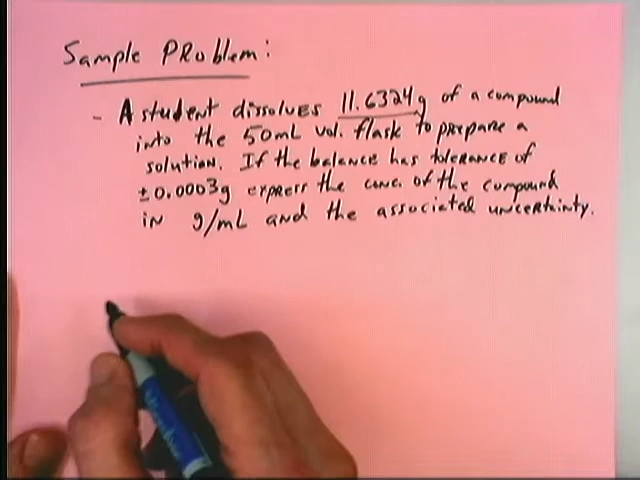 Sample Problem:
- A student dissolves 11.6324g of a compound
into the 50mL vol. flask to prepare a
solution. If the balance has tolerance of
±0.0003g express the conc. of the compound
in g/mL and the associated uncertainty.